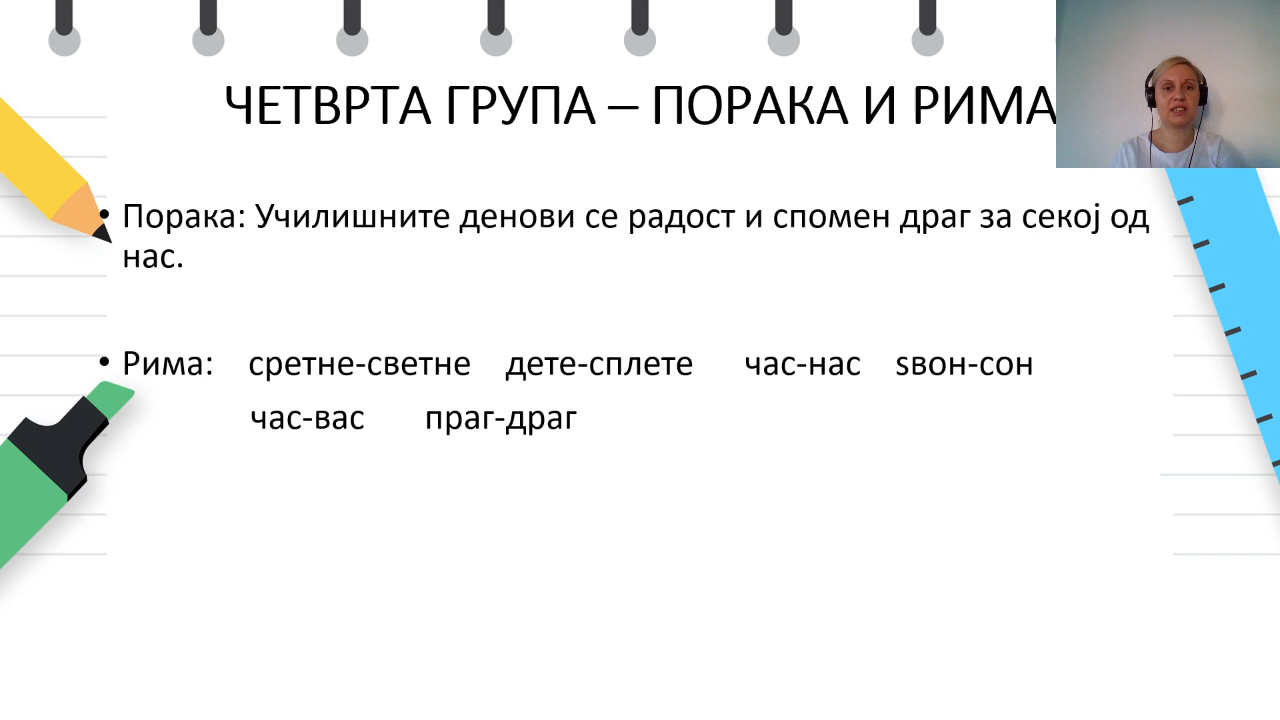 ЧЕТВРТА ГРУПА – ПОРАКА И РИМА
• Порака: Училишните денови се радост и спомен драг за секој од
нас.
• Рима: сретне-светне дете-сплете час-нас ѕвон-сон
час-вас праг-драг